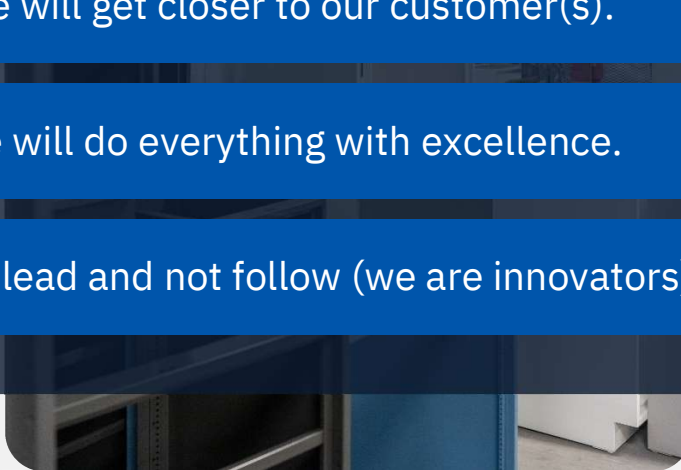 will get closer to our customer(s).
will do everything with excellence.
lead and not follow (we are innovators